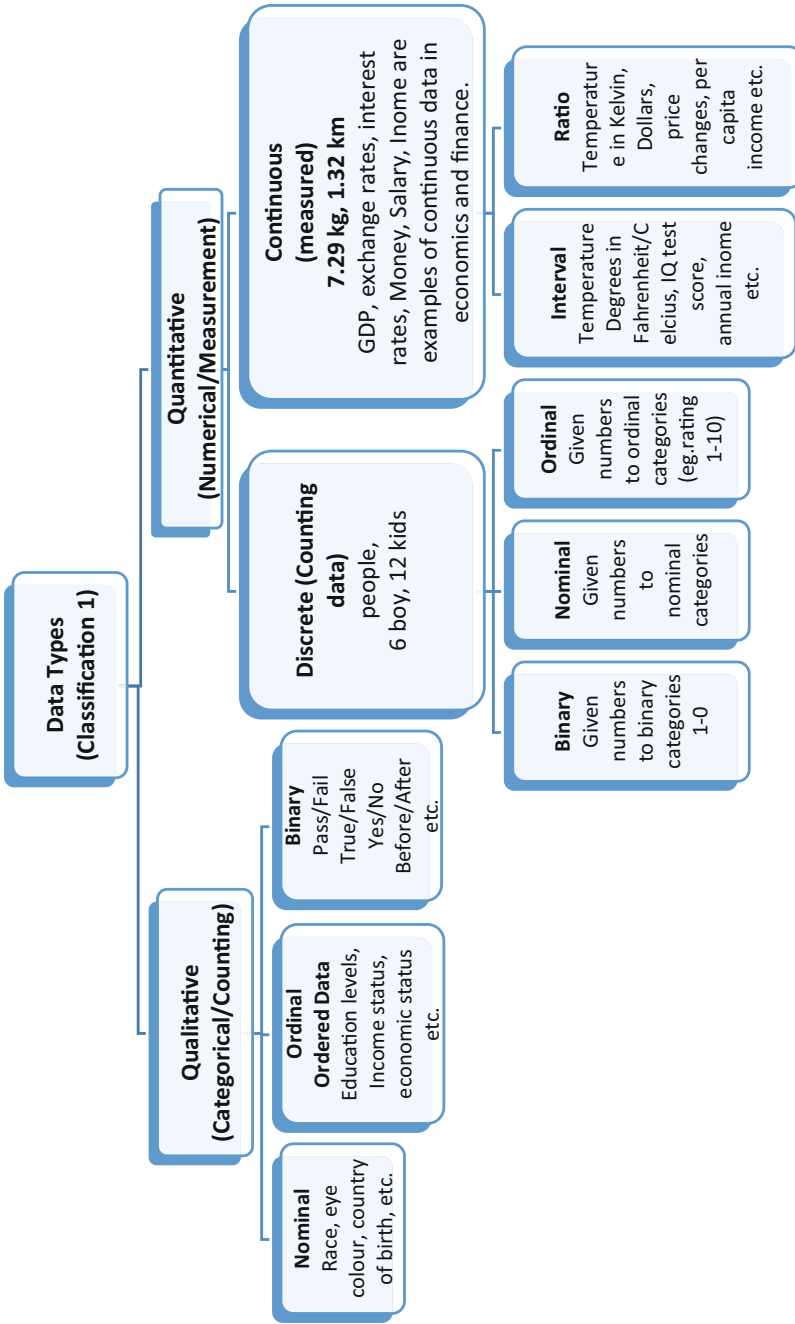 Data Types
(Classification 1)
Qualitative
(Categorical/Counting)
Nominal
Race, eye
colour, country
of birth, etc.
Ordinal
Ordered Data
Education levels,
Income status,
economic status
etc.
Binary
Pass/Fail
True/False
Yes/No
Before/After
etc.
Quantitative
(Numerical/Measurement)
Discrete (Counting
data)
people,
6 boy, 12 kids
Binary
Given
numbers
to binary
categories
1-0
Nominal
Given
numbers
to
nominal
categories
Ordinal
Given
numbers
to ordinal
categories
(eg.rating
1-10)
Continuous
(measured)
7.29 kg, 1.32 km
GDP, exchange rates, interest
rates, Money, Salary, Inome are
examples of continuous data in
economics and finance.
Interval
Temperature
Degrees in
Fahrenheit/C
elcius, IQ test
score,
annual inome
etc.
Ratio
Temperatur
e in Kelvin,
Dollars,
price
changes, per
capita
income etc.